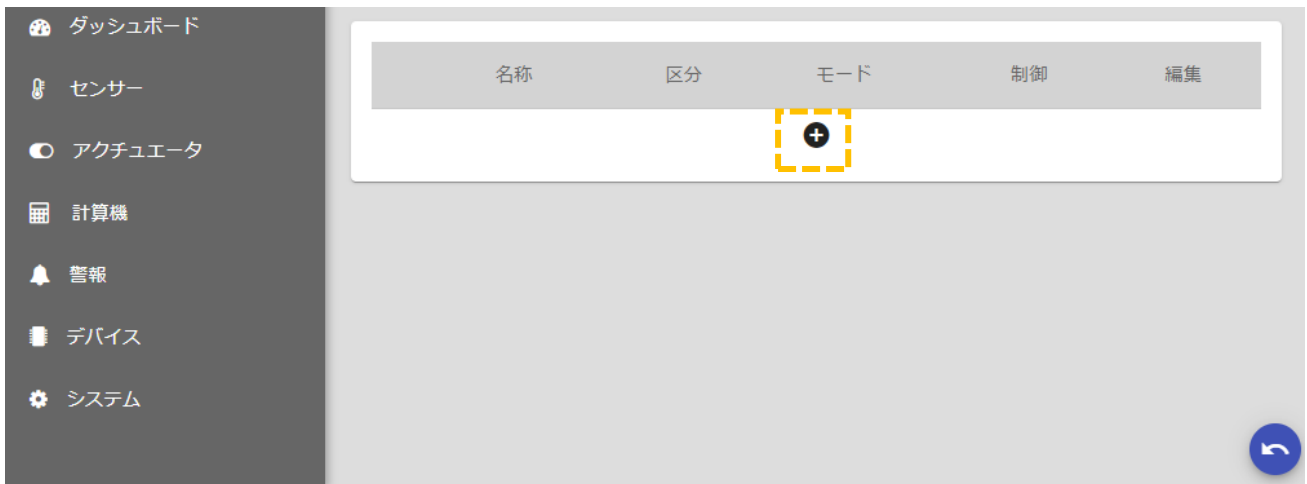 ダッシュボード
センサー
アクチュエータ
計算機
警報
デバイス
システム
名称 区分 モード 制御 編集